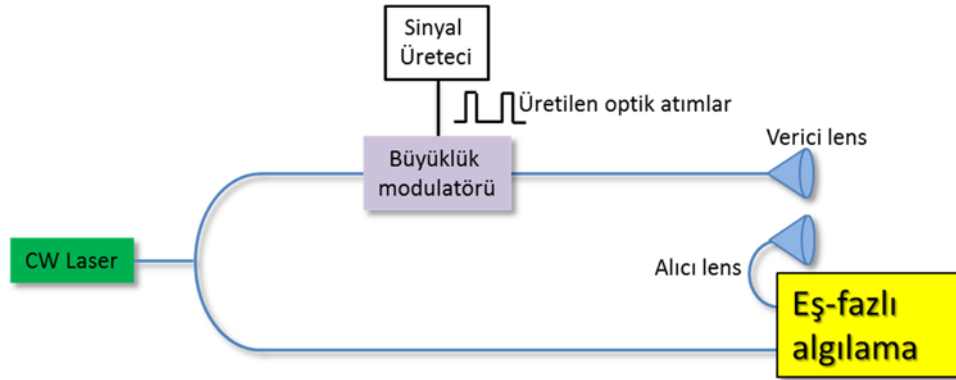 Sinyal
Üreteci
Üretilen optik atımlar
Büyüklük
modulatörü
Verici lens
CW Laser
Alıcı lens
Eş-fazlı
algılama